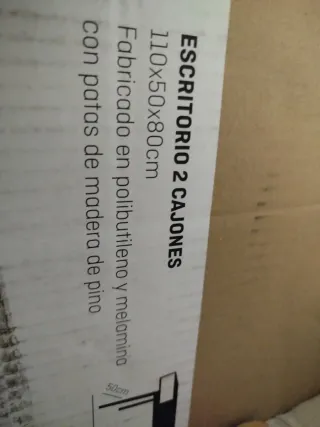 ESCRITORIO 2 CAJONES
110x50x80cm
Fabricado en polibutileno y melamina
con patas de madera de pino
50cm